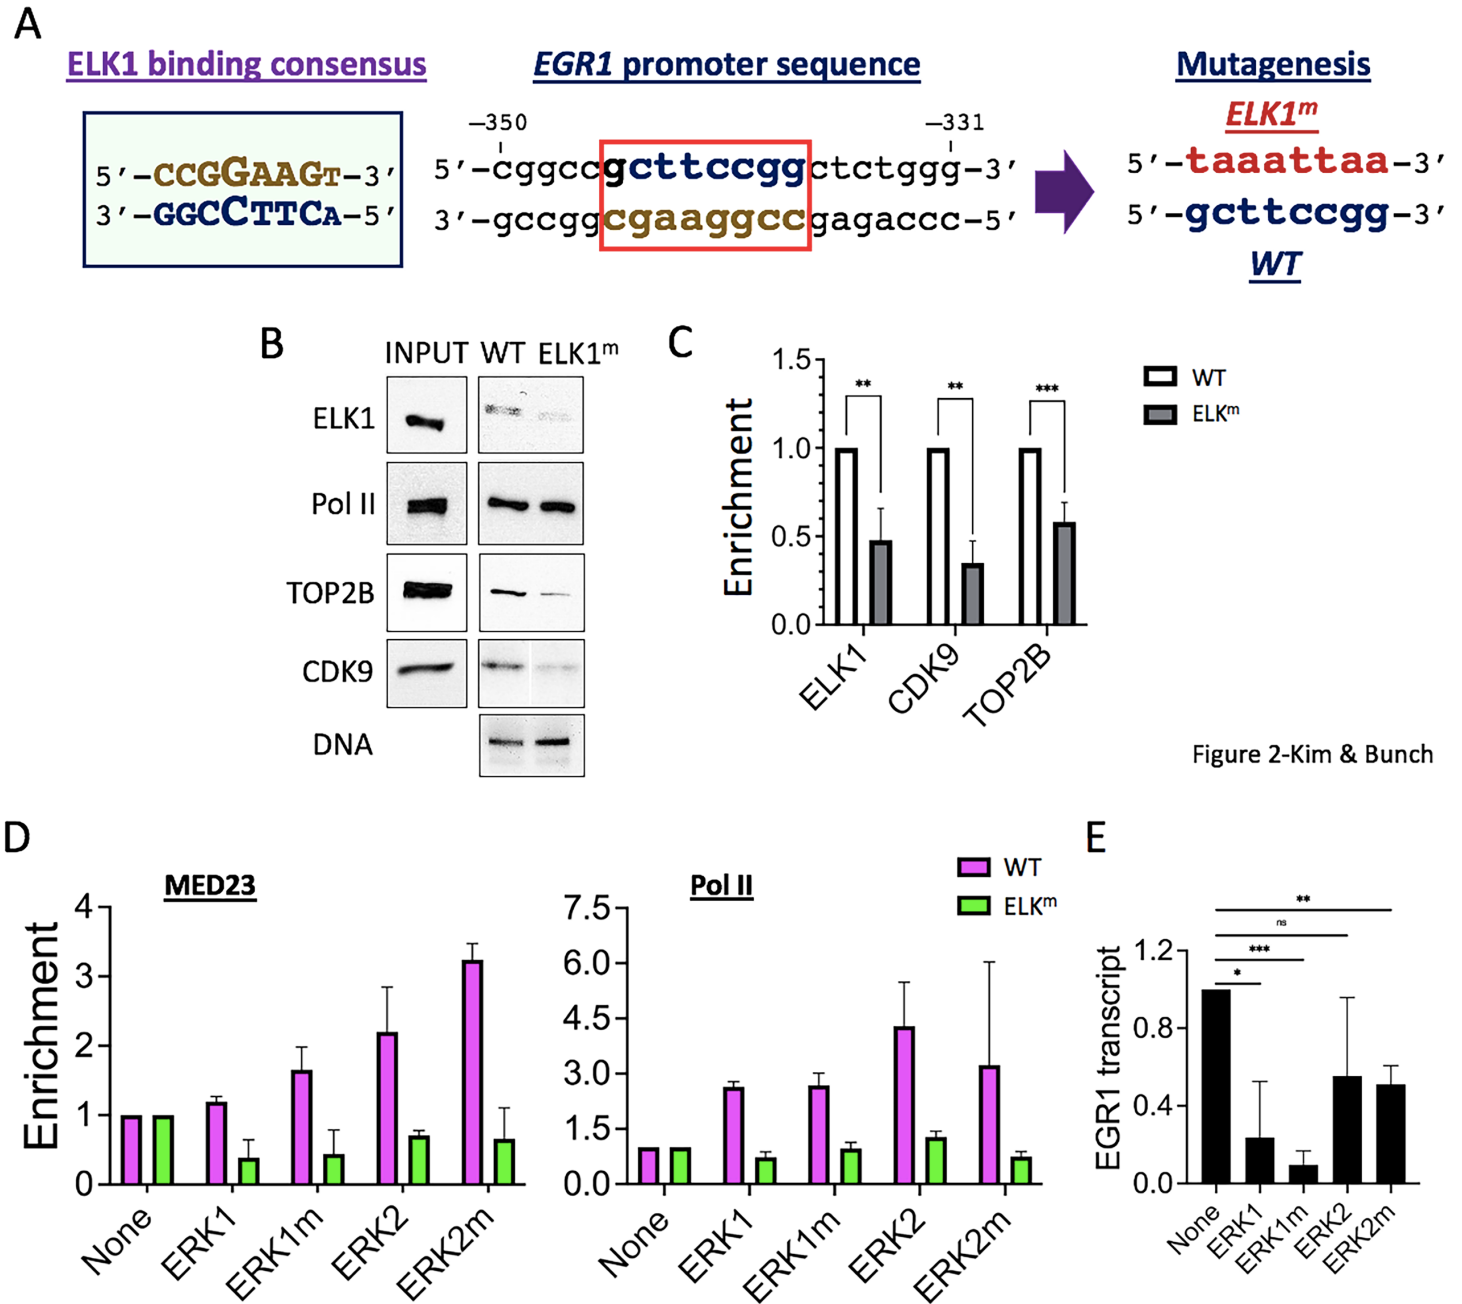 A
ELK1 binding consensus
EGR1 promoter sequence
Mutagenesis
ELK1m
–350
–331
5′–CCGGAAGT–3′
3′–GGCCTTCA–5′
5′–cggccgcttccggctctggg–3′
3′–gccggcgaaggccgagaccc–5′
5′–taaattaa–3′
5′–gcttccgg–3′
WT
B
INPUT WT ELK1m
ELK1
Pol II
TOP2B
CDK9
DNA
C
Enrichment
1.5
1.0
0.5
0.0
**
**
***
ELK1
CDK9
TOP2B
WT
ELKm
Figure 2-Kim & Bunch
D
MED23
Enrichment
4
3
2
1
0
None
ERK1
ERK1m
ERK2
ERK2m
Pol II
7.5
6.0
4.5
3.0
1.5
0.0
None
ERK1
ERK1m
ERK2
ERK2m
WT
ELKm
E
EGR1 transcript
**
ns
***
*
1.2
0.8
0.4
0.0
None
ERK1
ERK1m
ERK2
ERK2m